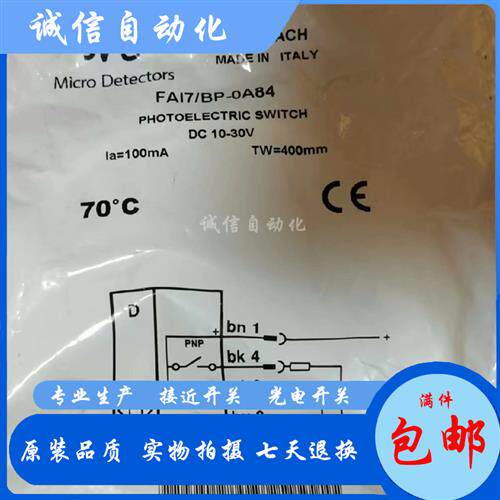 诚信自动化
EACH
MADE IN ITALY
Micro Detectors
FAI7/BP-0A84
PHOTOELECTRIC SWITCH
DC 10-30V
Ia=100mA TW=400mm
70°C CE
诚信自动化
D
+ bn 1 +
PNP
bk 4
专业生产 接近开关 光电开关
原装品质 实物拍摄 七天退换
满件
包邮